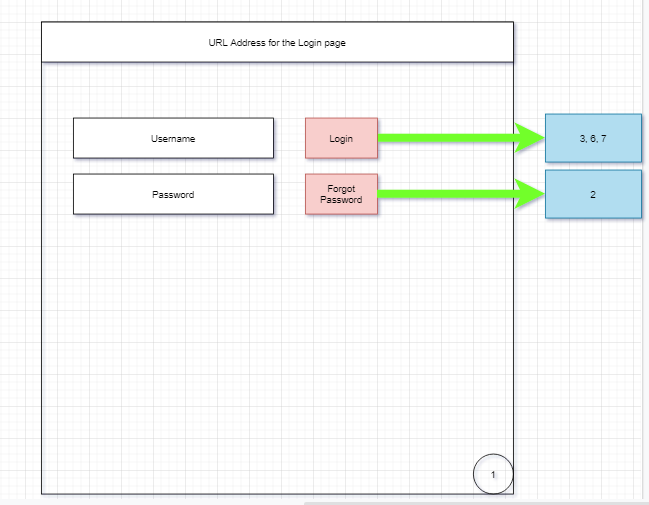 URL Address for the Login page
Username
Login
3, 6, 7
Password
Forgot
Password
2
1